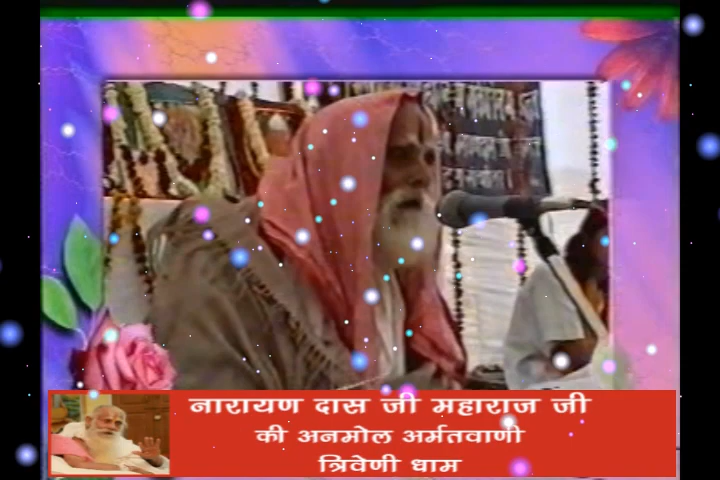 नारायण दास जी महाराज जी
की अनमोल अर्मतवाणी
त्रिवेणी धाम